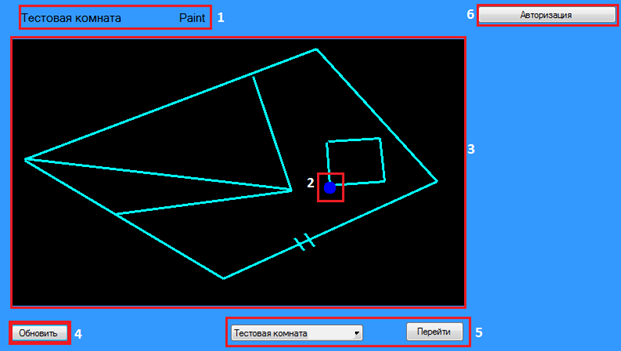 Тестовая комната Paint 1
6 Авторизация
3
2
Обновить 4
Тестовая комната Перейти 5